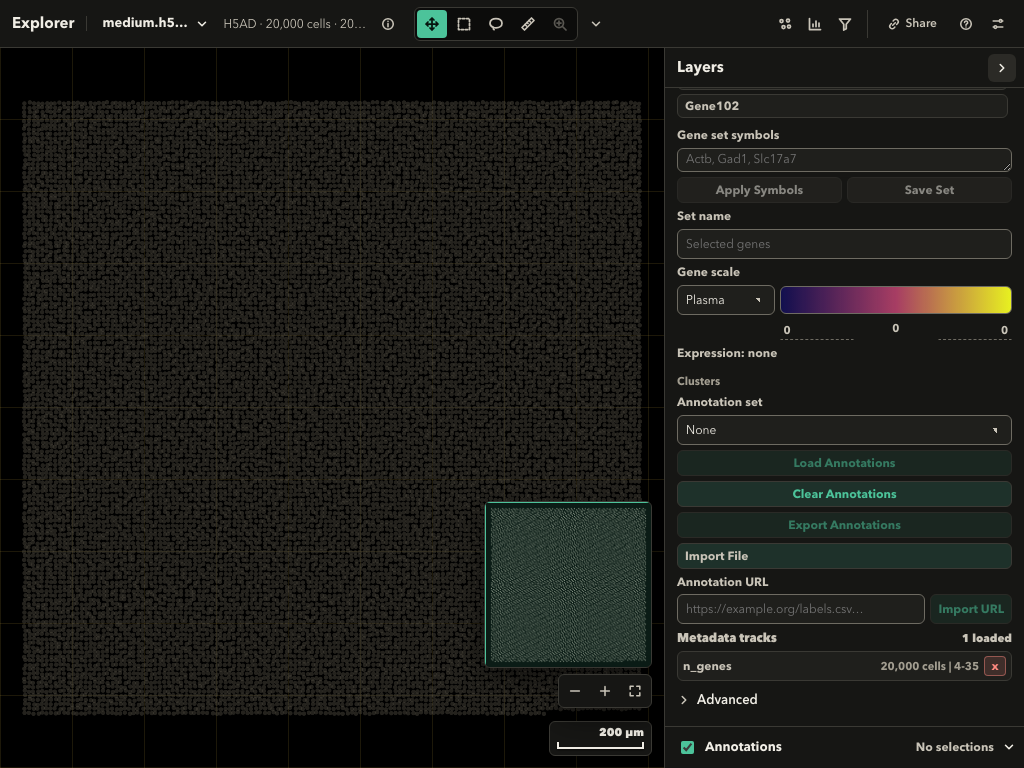 Explorer
medium.h5...
H5AD · 20,000 cells · 20...
Share
Layers
Gene102
Gene set symbols
Actb, Gad1, Slc17a7
Apply Symbols
Save Set
Set name
Selected genes
Gene scale
Plasma
0
0
0
Expression: none
Clusters
Annotation set
None
Load Annotations
Clear Annotations
Export Annotations
Import File
Annotation URL
https://example.org/labels.csv...
Import URL
Metadata tracks
1 loaded
n_genes
20,000 cells | 4-35
x
Advanced
200 µm
Annotations
No selections